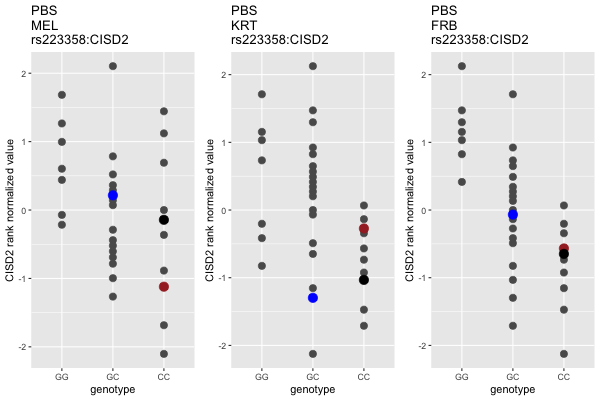 PBS
MEL
rs223358:CISD2
CISD2 rank normalized value
2
1
0
-1
-2
GG GC CC
genotype
PBS
KRT
rs223358:CISD2
CISD2 rank normalized value
2
1
0
-1
-2
GG GC CC
genotype
PBS
FRB
rs223358:CISD2
CISD2 rank normalized value
2
1
0
-1
-2
GG GC CC
genotype